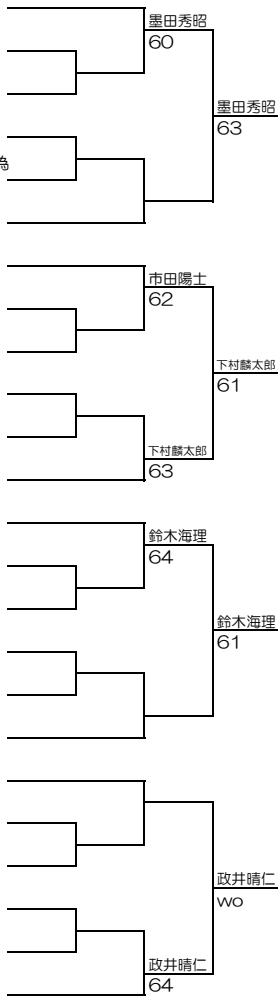 墨田秀昭
60
墨田秀昭
63
為
市田陽士
62
下村麟太郎
61
下村麟太郎
63
鈴木海理
64
鈴木海理
61
政井晴仁
wo
政井晴仁
64